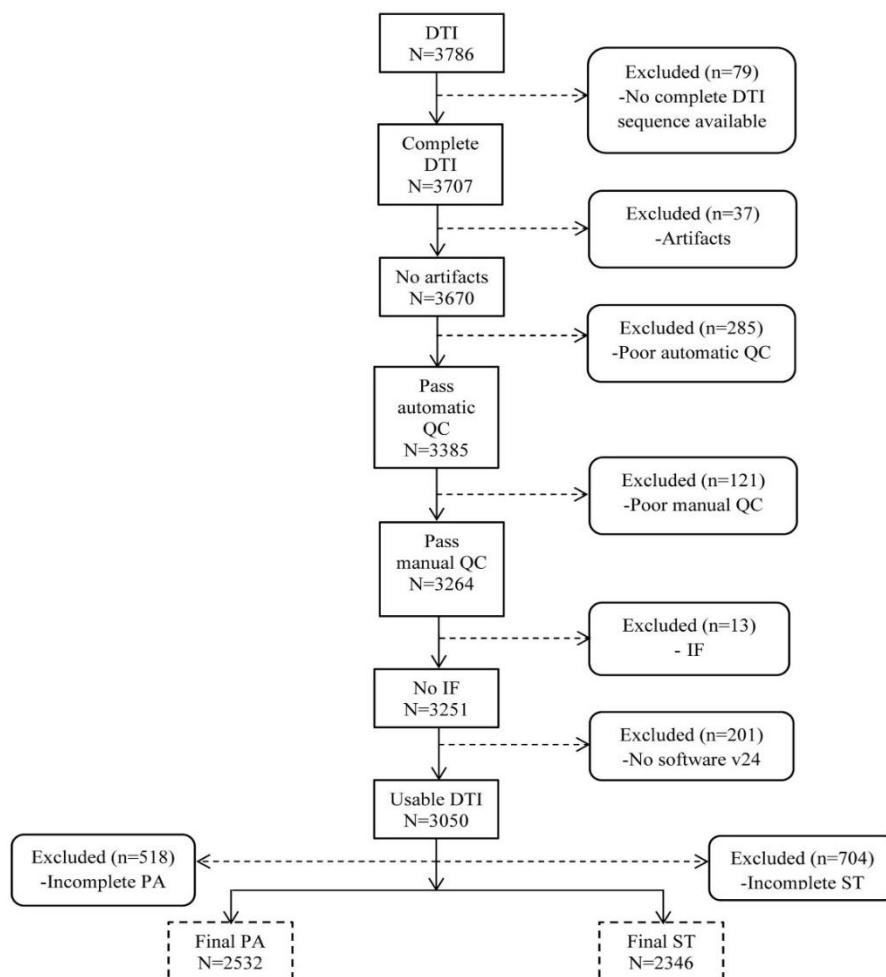 DTI
N=3786
Excluded (n=79)
-No complete DTI
sequence available
Complete
DTI
N=3707
Excluded (n=37)
-Artifacts
No artifacts
N=3670
Excluded (n=285)
-Poor automatic QC
Pass
automatic
QC
N=3385
Excluded (n=121)
-Poor manual QC
Pass
manual QC
N=3264
Excluded (n=13)
- IF
No IF
N=3251
Excluded (n=201)
-No software v24
Usable DTI
N=3050
Excluded (n=518)
-Incomplete PA
Excluded (n=704)
-Incomplete ST
Final PA
N=2532
Final ST
N=2346